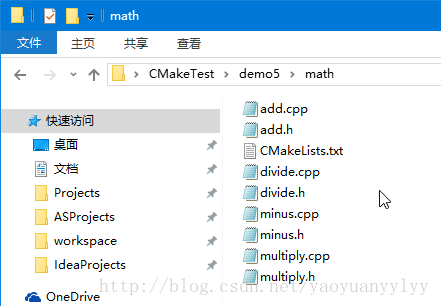 math
文件 主页 共享 查看
CMakeTest demo5 math
快速访问
桌面
文档
Projects
ASProjects
workspace
IdeaProjects
OneDrive
add.cpp
add.h
CMakeLists.txt
divide.cpp
divide.h
minus.cpp
minus.h
multiply.cpp
multiply.h
http://blog.csdn.net/yaoyuanyylyy